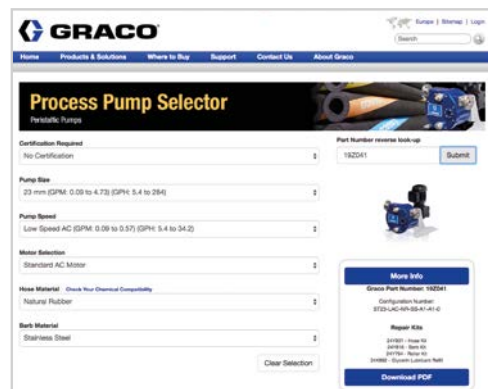 GRACO
Europe | Sitemap | Login
Search
Home Products & Solutions Where to Buy Support Contact Us About Graco
Process Pump Selector
Peristaltic Pumps
Certification Required
No Certification
Pump Size
23 mm (GPM: 0.09 to 4.73) (GPH: 5.4 to 284)
Pump Speed
Low Speed AC (GPM: 0.09 to 0.57) (GPH: 5.4 to 34.2)
Motor Selection
Standard AC Motor
Hose Material Check Your Chemical Compatibility
Natural Rubber
Barb Material
Stainless Steel
Clear Selection
Part Number reverse look-up
19Z041 Submit
More Info
Graco Part Number: 19Z041
Configuration Number:
Repair Kits
Download PDF